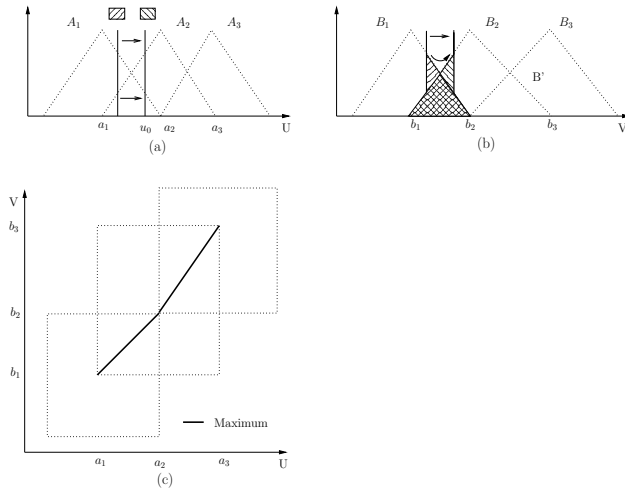 A₁ A₂ A₃
a₁ u₀ a₂ a₃ U
(a)
B₁ B₂ B₃
B'
b₁ b₂ b₃ V
(b)
V
b₃
b₂
b₁
Maximum
a₁ a₂ a₃ U
(c)